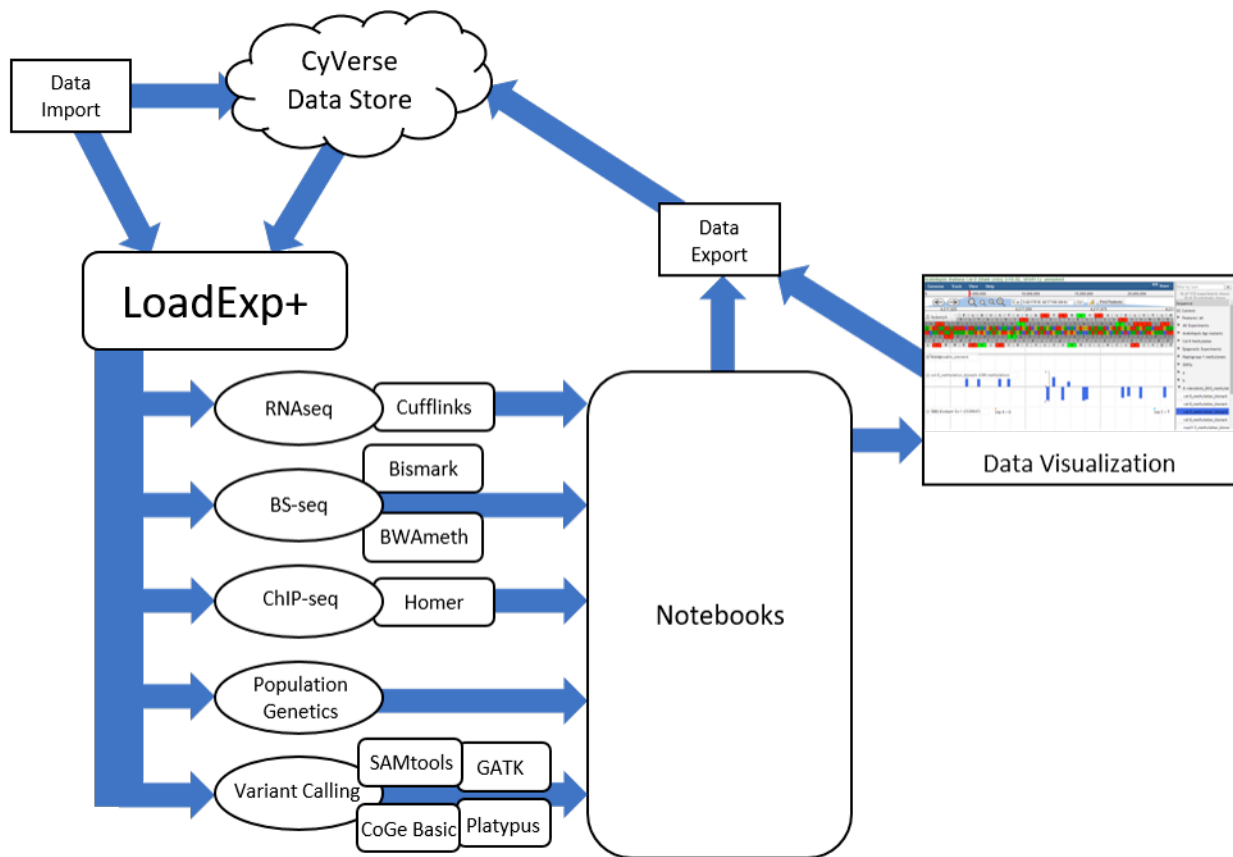 Data
Import
CyVerse
Data Store
LoadExp+
Data
Export
RNAseq
Cufflinks
Bismark
BS-seq
BWAmeth
ChIP-seq
Homer
Notebooks
Population
Genetics
SAMtools
GATK
Variant Calling
CoGe Basic
Platypus
Data Visualization